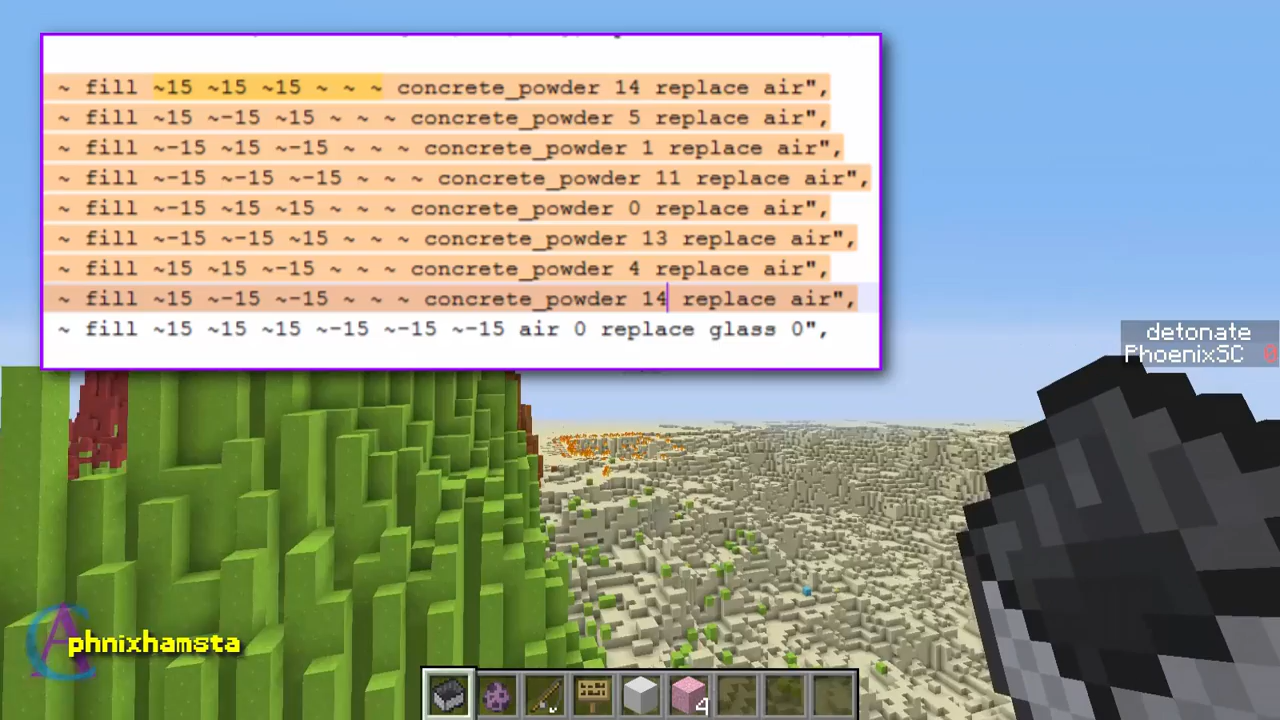 ~ fill ~15 ~15 ~15 ~ ~ ~ concrete_powder 14 replace air",
~ fill ~15 ~-15 ~15 ~ ~ ~ concrete_powder 5 replace air",
~ fill ~-15 ~15 ~-15 ~ ~ ~ concrete_powder 1 replace air",
~ fill ~-15 ~-15 ~-15 ~ ~ ~ concrete_powder 11 replace air",
~ fill ~-15 ~15 ~15 ~ ~ ~ concrete_powder 0 replace air",
~ fill ~-15 ~-15 ~15 ~ ~ ~ concrete_powder 13 replace air",
~ fill ~15 ~15 ~-15 ~ ~ ~ concrete_powder 4 replace air",
~ fill ~15 ~-15 ~-15 ~ ~ ~ concrete_powder 14 replace air",
~ fill ~15 ~15 ~15 ~-15 ~-15 ~-15 air 0 replace glass 0",
detonate
PhoenixSC 0
phnixhamsta
4